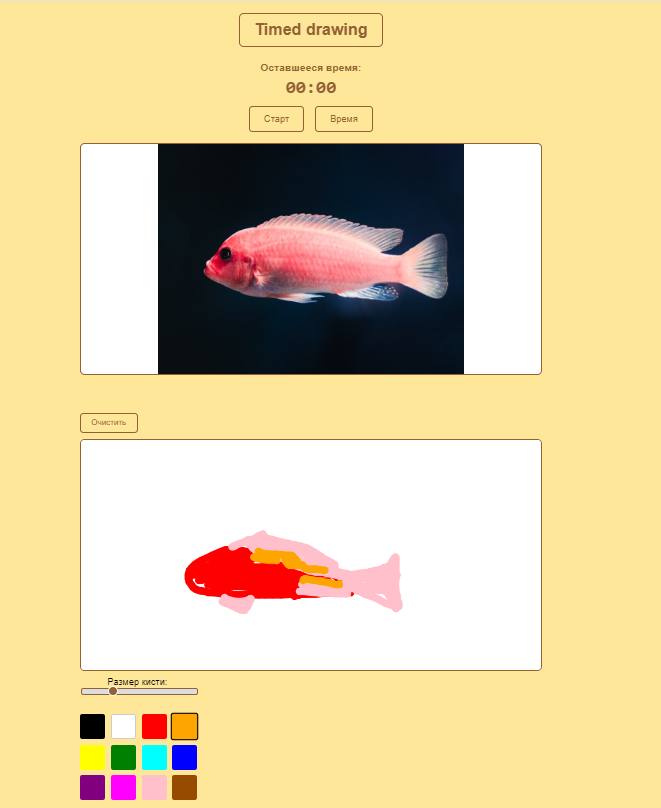 Timed drawing
Оставшееся время:
00:00
Старт Время
Очистить
Размер кисти: